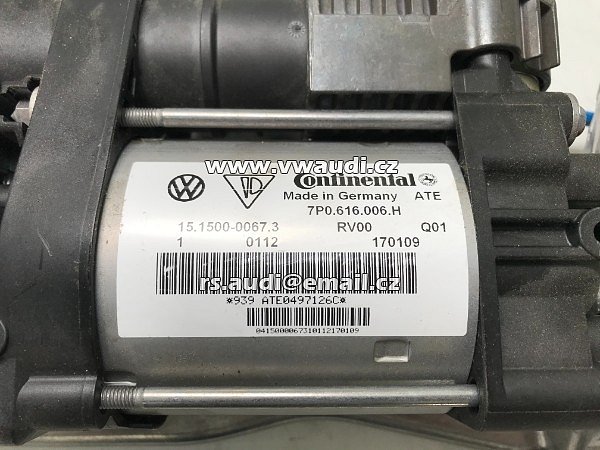 www.vwaudi.cz
Continental
Made in Germany ATE
7P0.616.006.H
15.1500-0067.3 RV00 Q01
1 0112 170109
rs.audi@email.cz
*939 ATE0497126C*
0415000067310112170109